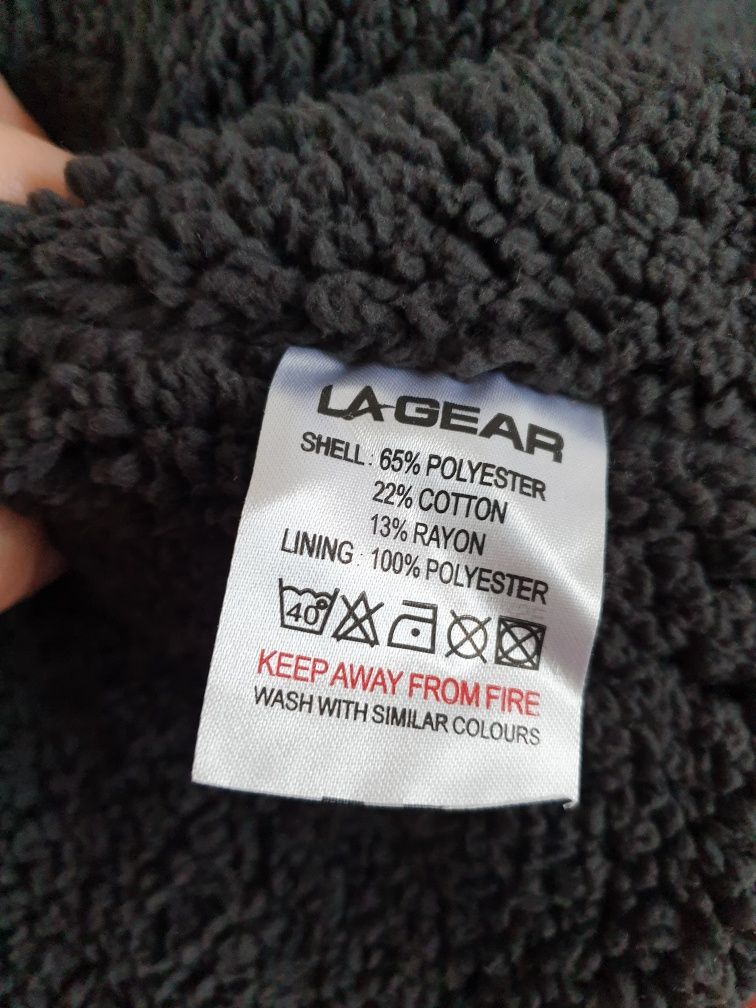 LA GEAR
SHELL: 65% POLYESTER
22% COTTON
13% RAYON
LINING: 100% POLYESTER
40°
KEEP AWAY FROM FIRE
WASH WITH SIMILAR COLOURS